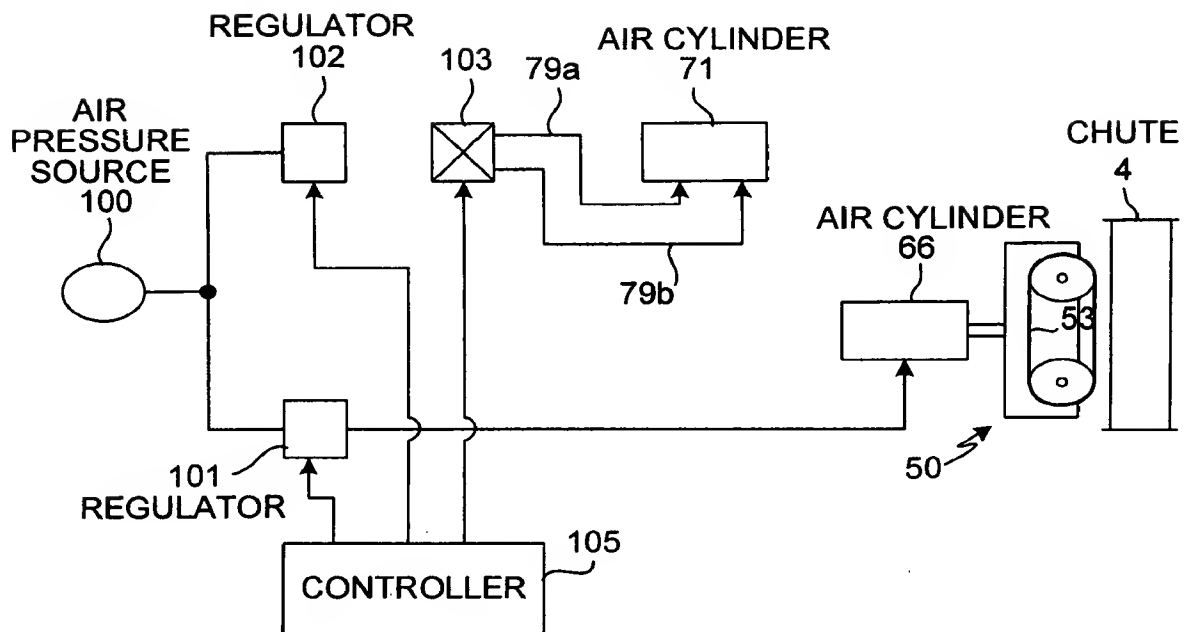 REGULATOR
102
103
79a
AIR CYLINDER
71
AIR
PRESSURE
SOURCE
100
CHUTE
4
AIR CYLINDER
66
79b
53
101
REGULATOR
50
105
CONTROLLER